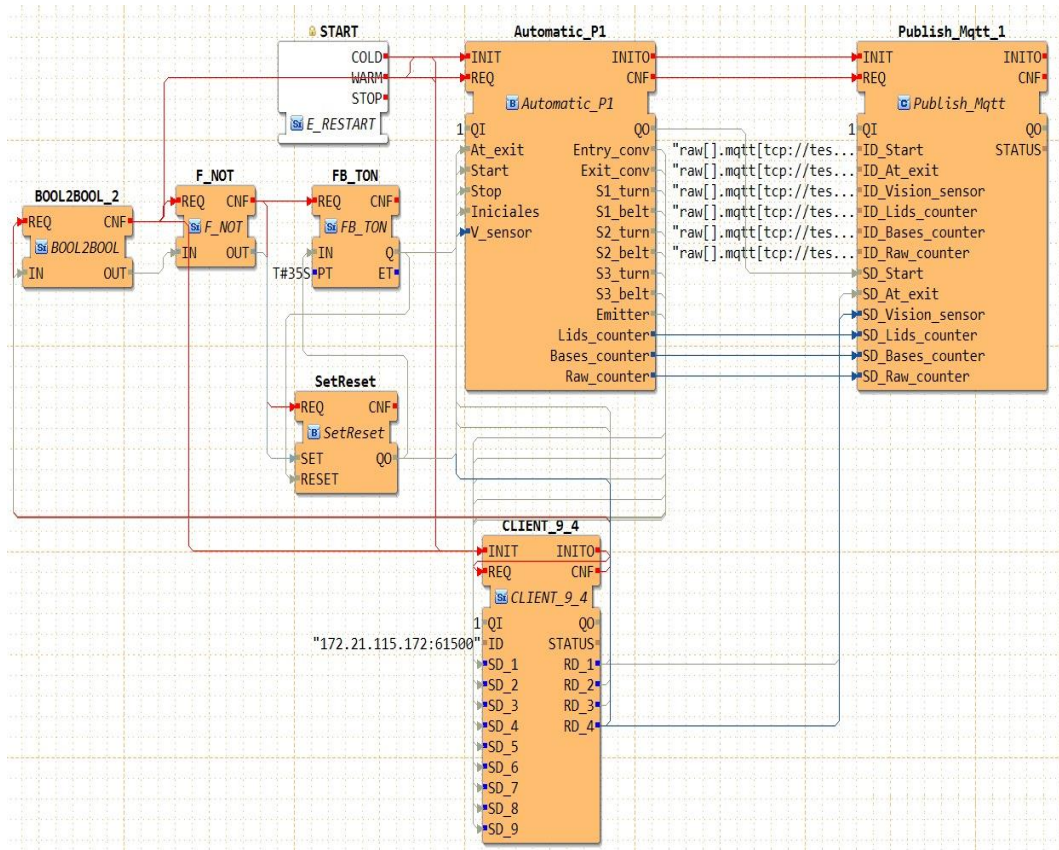 START
COLD
WARM
STOP
E_RESTART
Automatic_P1
INIT INITO
REQ CNF
Automatic_P1
1 QI QO
At_exit Entry_conv
Start Exit_conv
Stop S1_turn
Iniciales S1_belt
V_sensor S2_turn
S2_belt
S3_turn
S3_belt
Emitter
Lids_counter
Bases_counter
Raw_counter
Publish_Mqtt_1
INIT INITO
REQ CNF
Publish_Mqtt
1 QI QO
"raw[].mqtt[tcp://tes... ID_Start STATUS
"raw[].mqtt[tcp://tes... ID_At_exit
"raw[].mqtt[tcp://tes... ID_Vision_sensor
"raw[].mqtt[tcp://tes... ID_Lids_counter
"raw[].mqtt[tcp://tes... ID_Bases_counter
"raw[].mqtt[tcp://tes... ID_Raw_counter
SD_Start
SD_At_exit
SD_Vision_sensor
SD_Lids_counter
SD_Bases_counter
SD_Raw_counter
BOOL2BOOL_2
REQ CNF
BOOL2BOOL
IN OUT
F_NOT
REQ CNF
F_NOT
IN OUT
FB_TON
REQ CNF
FB_TON
IN Q
T#35S PT ET
SetReset
REQ CNF
SetReset
SET QO
RESET
CLIENT_9_4
INIT INITO
REQ CNF
CLIENT_9_4
1 QI QO
"172.21.115.172:61500" ID STATUS
SD_1 RD_1
SD_2 RD_2
SD_3 RD_3
SD_4 RD_4
SD_5
SD_6
SD_7
SD_8
SD_9